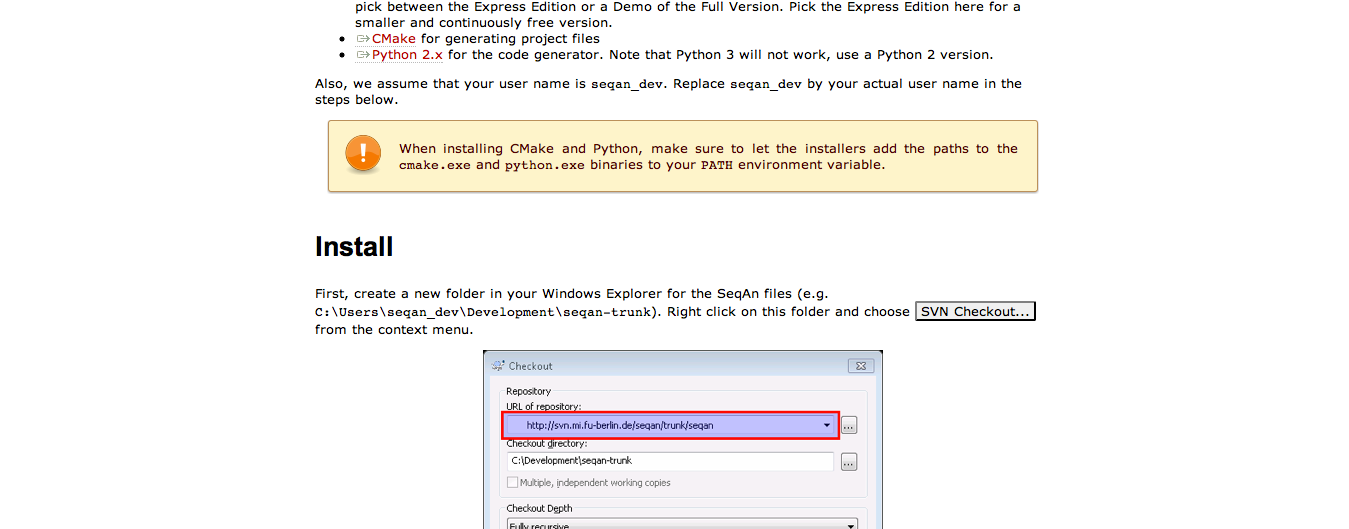 pick between the Express Edition or a Demo of the Full Version. Pick the Express Edition here for a
smaller and continuously free version.
CMake for generating project files
Python 2.x for the code generator. Note that Python 3 will not work, use a Python 2 version.
Also, we assume that your user name is seqan_dev. Replace seqan_dev by your actual user name in the
steps below.
When installing CMake and Python, make sure to let the installers add the paths to the
cmake.exe and python.exe binaries to your PATH environment variable.
Install
First, create a new folder in your Windows Explorer for the SeqAn files (e.g.
C:\Users\seqan_dev\Development\seqan-trunk). Right click on this folder and choose SVN Checkout...
from the context menu.
Checkout
Repository
URL of repository:
http://svn.mi.fu-berlin.de/seqan/trunk/seqan
...
Checkout directory:
C:\Development\seqan-trunk
...
Multiple, independent working copies
Checkout Depth
Fully recursive